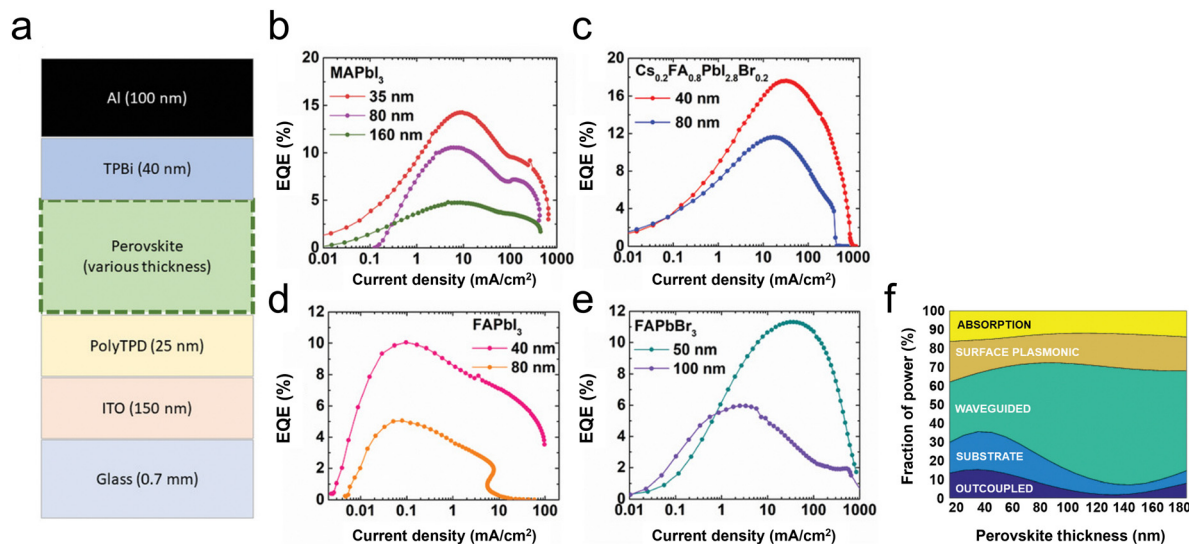 a
Al (100 nm)
TPBi (40 nm)
Perovskite
(various thickness)
PolyTPD (25 nm)
ITO (150 nm)
Glass (0.7 mm)
b
EQE (%)
20
15
10
5
0
MAPbI3
35 nm
80 nm
160 nm
0.01 0.1 1 10 100 1000
Current density (mA/cm²)
c
EQE (%)
20
16
12
8
4
0
Cs0.2FA0.8PbI2.8Br0.2
40 nm
80 nm
0.01 0.1 1 10 100 1000
Current density (mA/cm²)
d
EQE (%)
12
10
8
6
4
2
0
FAPbI3
40 nm
80 nm
0.01 0.1 1 10 100
Current density (mA/cm²)
e
EQE (%)
12
10
8
6
4
2
0
FAPbBr3
50 nm
100 nm
0.01 0.1 1 10 100 1000
Current density (mA/cm²)
f
Fraction of power (%)
100
90
80
70
60
50
40
30
20
10
0
ABSORPTION
SURFACE PLASMONIC
WAVEGUIDED
SUBSTRATE
OUTCOUPLED
20 40 60 80 100 120 140 160 180
Perovskite thickness (nm)